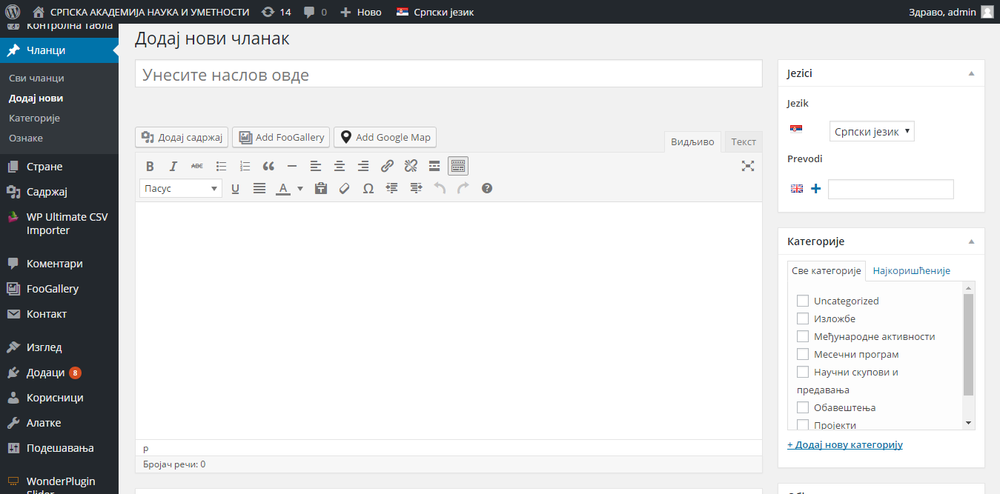 СРПСКА АКАДЕМИЈА НАУКА И УМЕТНОСТИ 14 0 Ново Српски језик Здраво, admin
Контролна табла
Чланци
Сви чланци
Додај нови
Категорије
Ознаке
Стране
Садржај
WP Ultimate CSV
Importer
Коментари
FooGallery
Контакт
Изглед
Додаци 8
Корисници
Алатке
Подешавања
WonderPlugin
Slider
Додај нови чланак
Унесите наслов овде
Додај садржај Add FooGallery Add Google Map Видљиво Текст
B I ABC
Пасус U A T Ω ?
p
Бројач речи: 0
Jezici
Jezik
Српски језик
Prevodi
Категорије
Све категорије Најкоришћеније
Uncategorized
Изложбе
Међународне активности
Месечни програм
Научни скупови и
предавања
Обавештења
Пројекти
+ Додај нову категорију